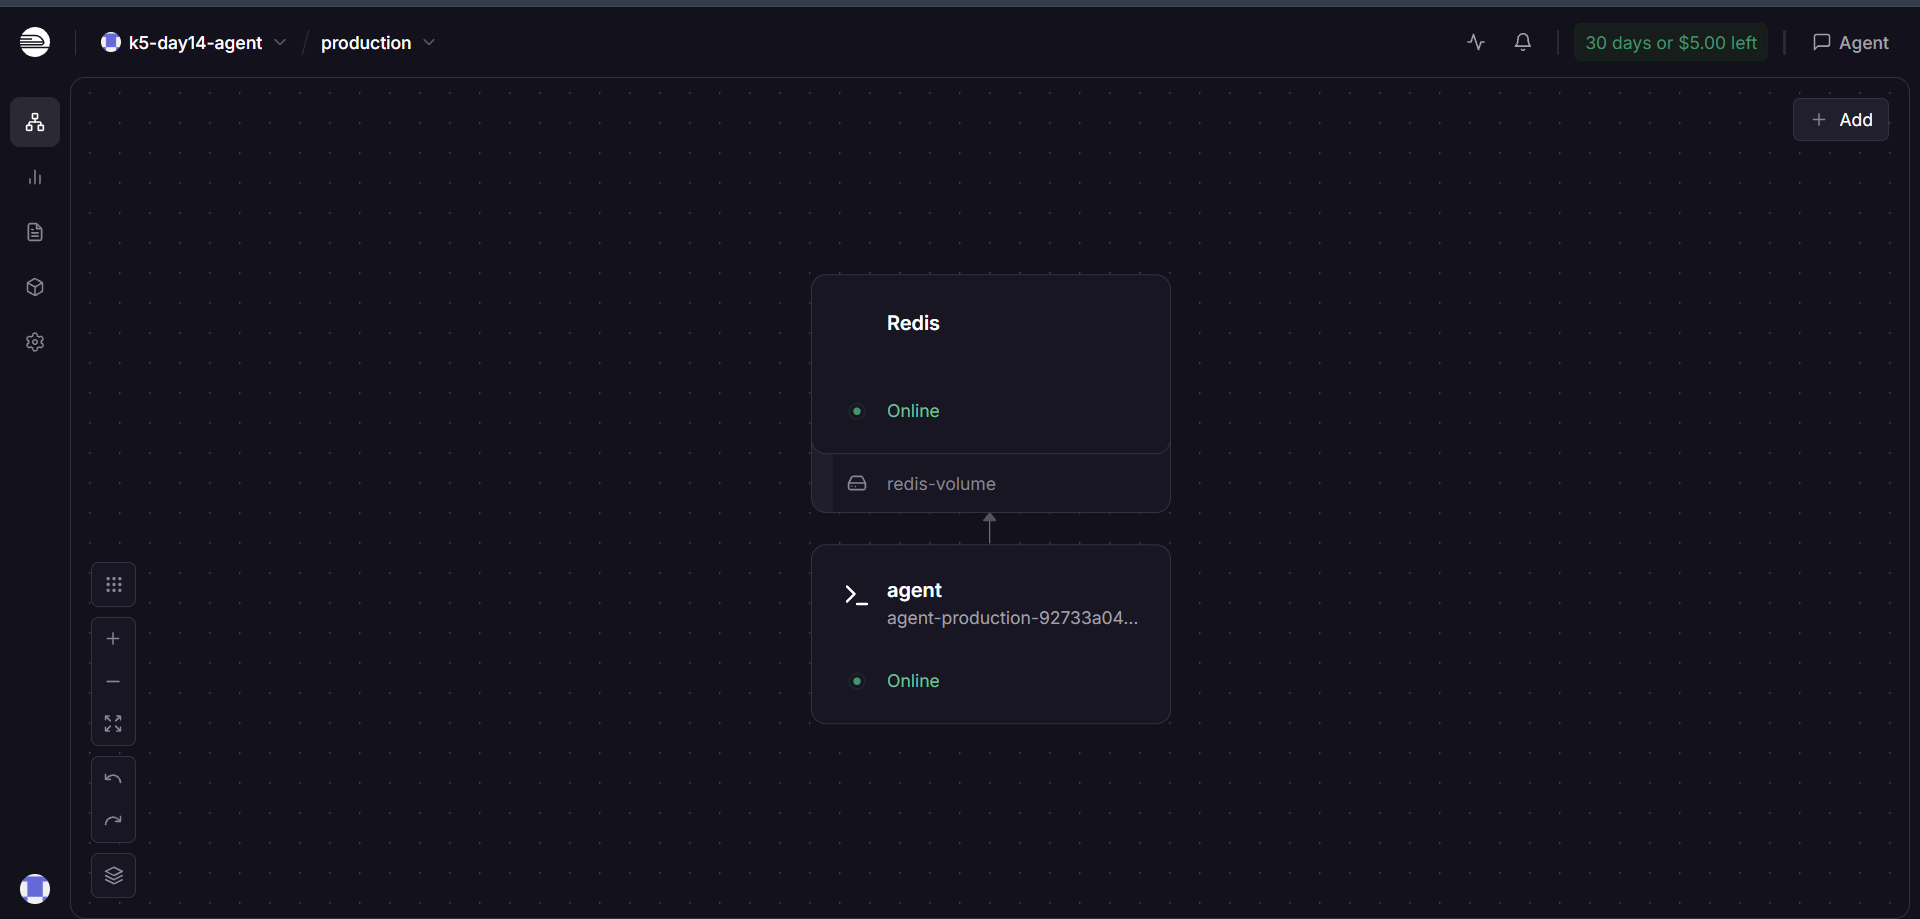 k5-day14-agent
production
30 days or $5.00 left
Agent
Add
Redis
Online
redis-volume
agent
agent-production-92733a04...
Online